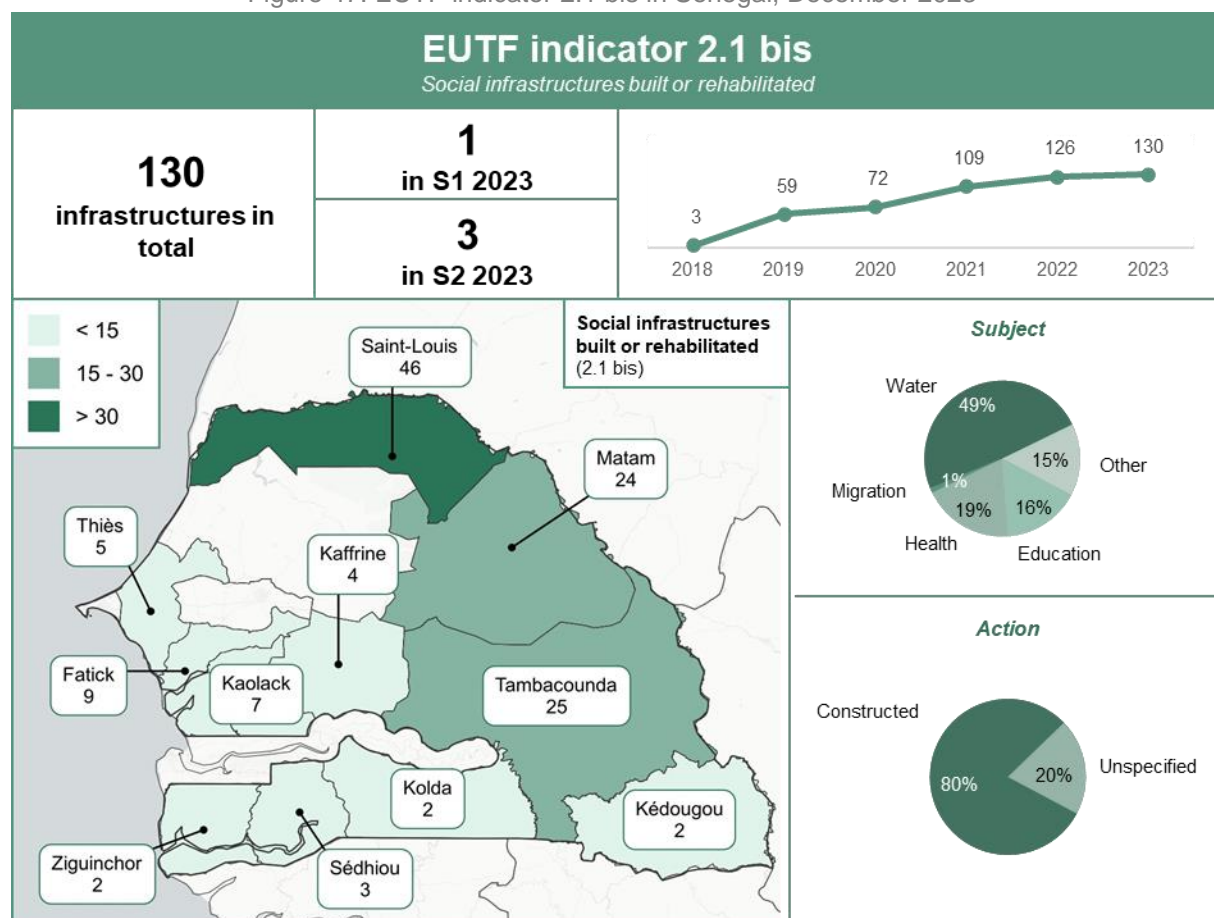 EUTF indicator 2.1 bis
Social infrastructures built or rehabilitated
130
infrastructures in
total
1
in S1 2023
3
in S2 2023
3
59
72
109
126
130
2018
2019
2020
2021
2022
2023
< 15
15 - 30
> 30
Social infrastructures
built or rehabilitated
(2.1 bis)
Saint-Louis
46
Matam
24
Thiès
5
Kaffrine
4
Fatick
9
Kaolack
7
Tambacounda
25
Kolda
2
Kédougou
2
Ziguinchor
2
Sédhiou
3
Subject
Water
49%
15%
Other
1%
Migration
19%
16%
Health
Education
Action
Constructed
80%
20%
Unspecified